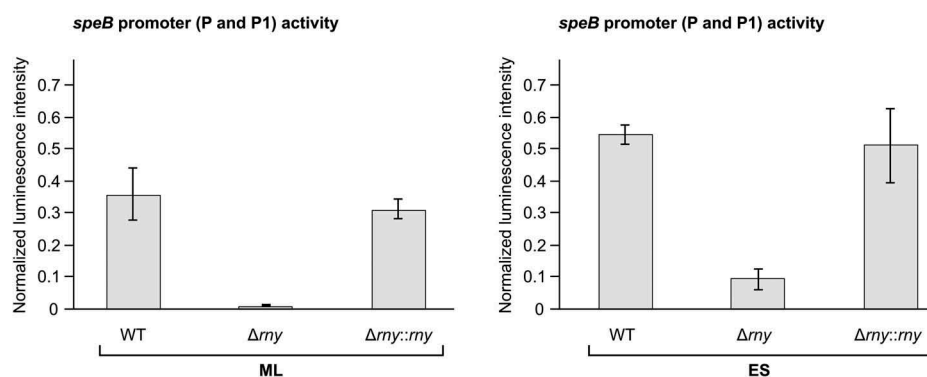 speB promoter (P and P1) activity
Normalized luminescence intensity
0.7
0.6
0.5
0.4
0.3
0.2
0.1
0
WT
Δrny
Δrny::rny
ML
speB promoter (P and P1) activity
Normalized luminescence intensity
0.7
0.6
0.5
0.4
0.3
0.2
0.1
0
WT
Δrny
Δrny::rny
ES